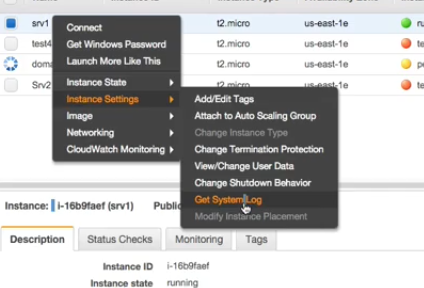 srv1 t2.micro us-east-1e ru
test4 t2.micro us-east-1e te
doma t2.micro us-east-1e pe
Srv2 t2.micro us-east-1e te
Connect
Get Windows Password
Launch More Like This
Instance State
Instance Settings
Image
Networking
CloudWatch Monitoring
Add/Edit Tags
Attach to Auto Scaling Group
Change Instance Type
Change Termination Protection
View/Change User Data
Change Shutdown Behavior
Get System Log
Modify Instance Placement
Instance: i-16b9faef (srv1) Public
Description Status Checks Monitoring Tags
Instance ID i-16b9faef
Instance state running